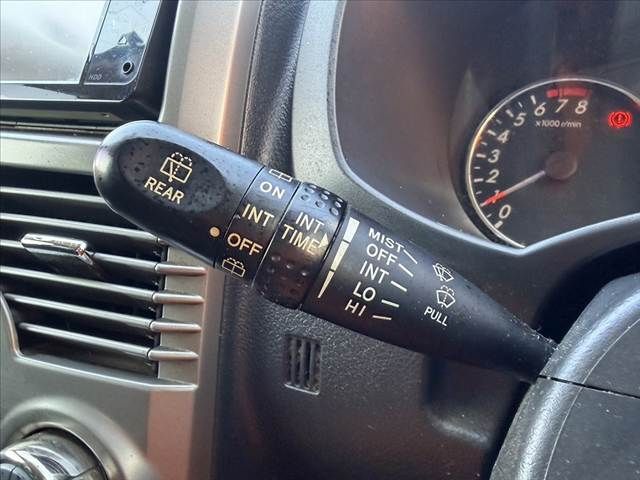 HDD
REAR
ON
INT
OFF
INT
TIME
MIST
OFF
INT
LO
HI
PULL
8
7
6
5
4
3
2
1
0
x1000 r/min